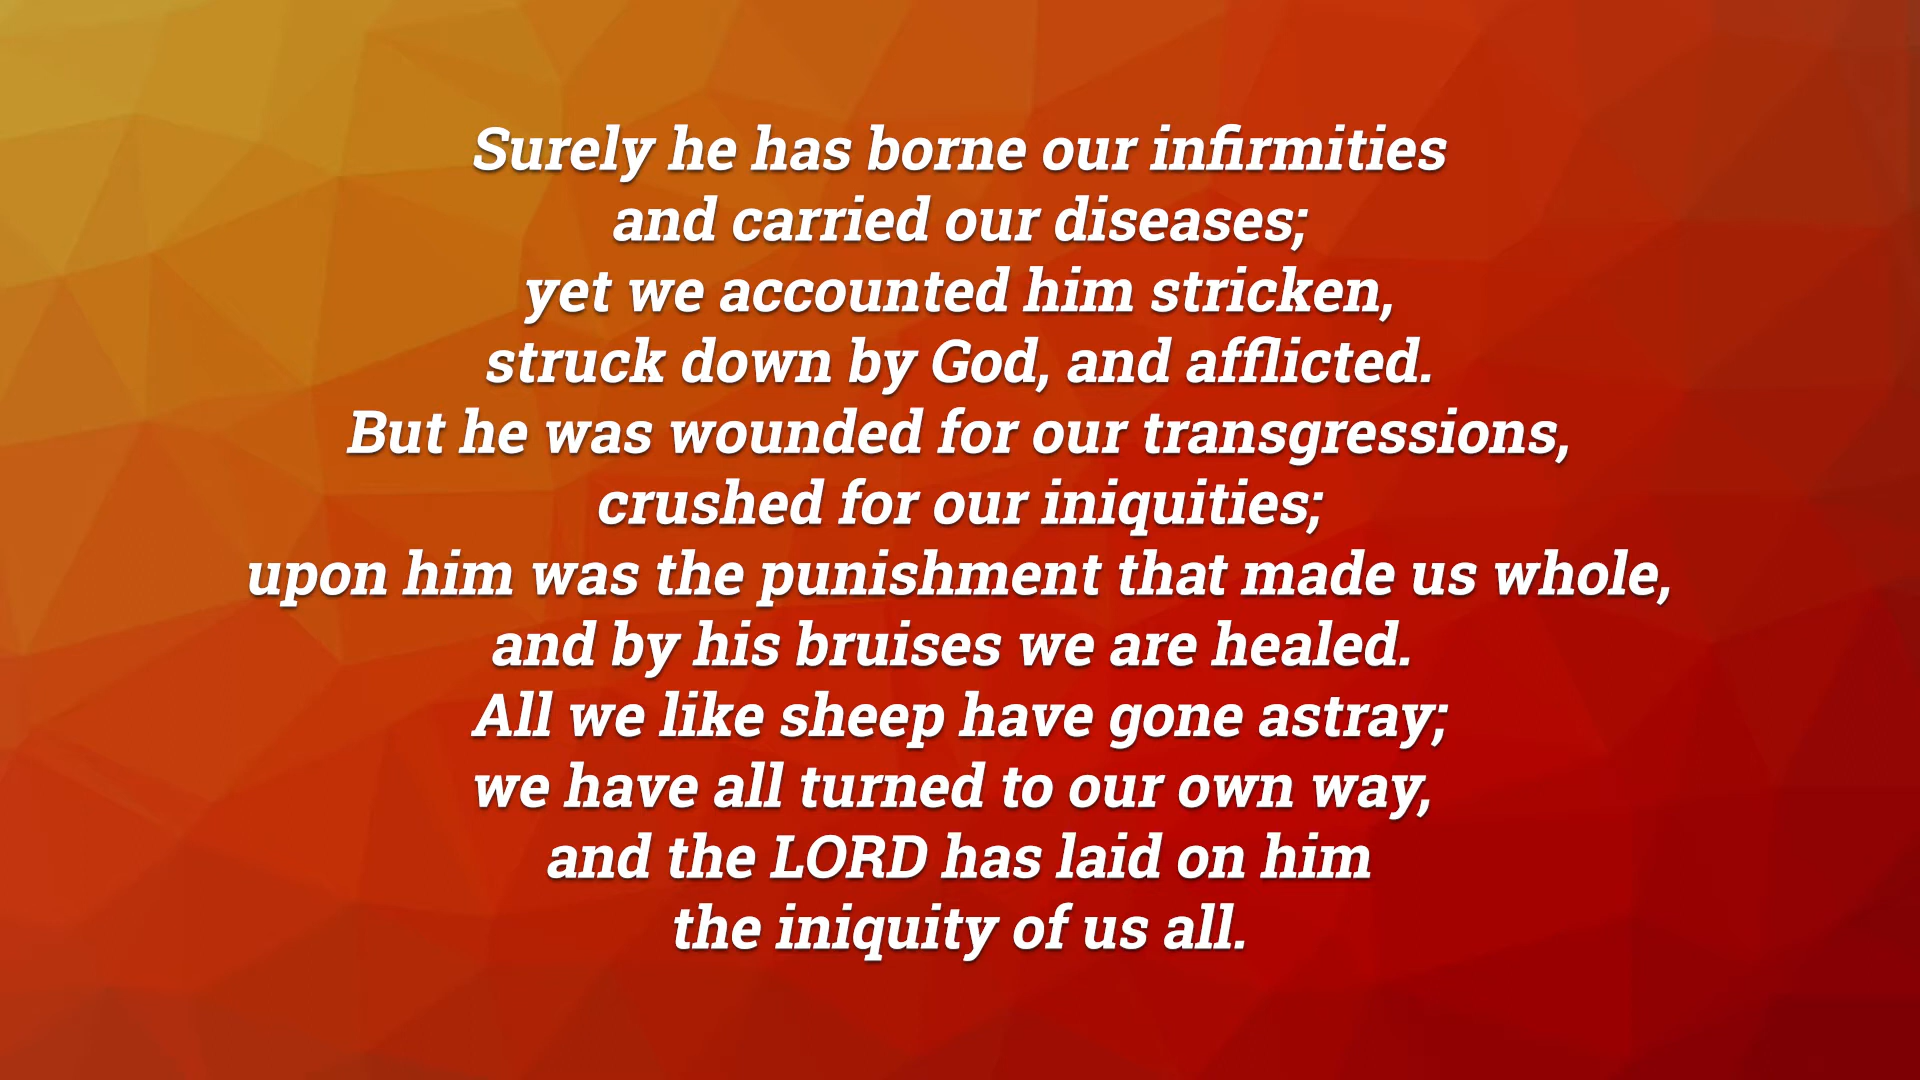 Surely he has borne our infirmities
and carried our diseases;
yet we accounted him stricken,
struck down by God, and afflicted.
But he was wounded for our transgressions,
crushed for our iniquities;
upon him was the punishment that made us whole,
and by his bruises we are healed.
All we like sheep have gone astray;
we have all turned to our own way,
and the LORD has laid on him
the iniquity of us all.